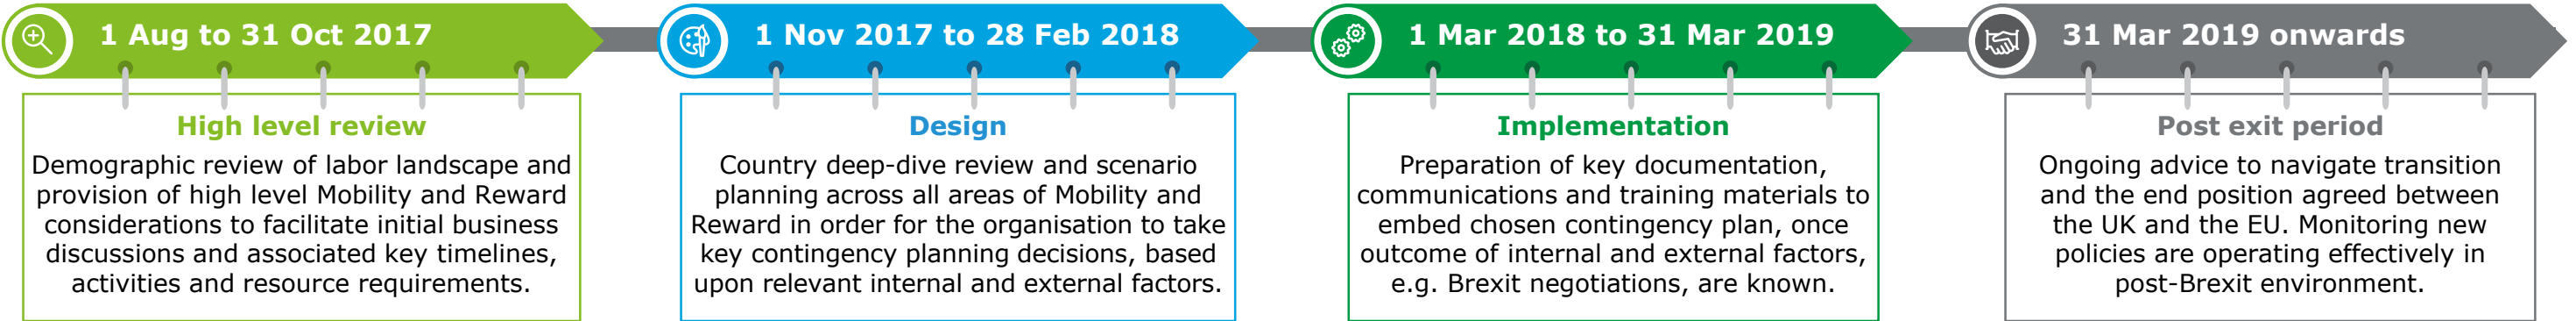 1 Aug to 31 Oct 2017
High level review
Demographic review of labor landscape and
provision of high level Mobility and Reward
considerations to facilitate initial business
discussions and associated key timelines,
activities and resource requirements.
1 Nov 2017 to 28 Feb 2018
Design
Country deep-dive review and scenario
planning across all areas of Mobility and
Reward in order for the organisation to take
key contingency planning decisions, based
upon relevant internal and external factors.
1 Mar 2018 to 31 Mar 2019
Implementation
Preparation of key documentation,
communications and training materials to
embed chosen contingency plan, once
outcome of internal and external factors,
e.g. Brexit negotiations, are known.
31 Mar 2019 onwards
Post exit period
Ongoing advice to navigate transition
and the end position agreed between
the UK and the EU. Monitoring new
policies are operating effectively in
post-Brexit environment.